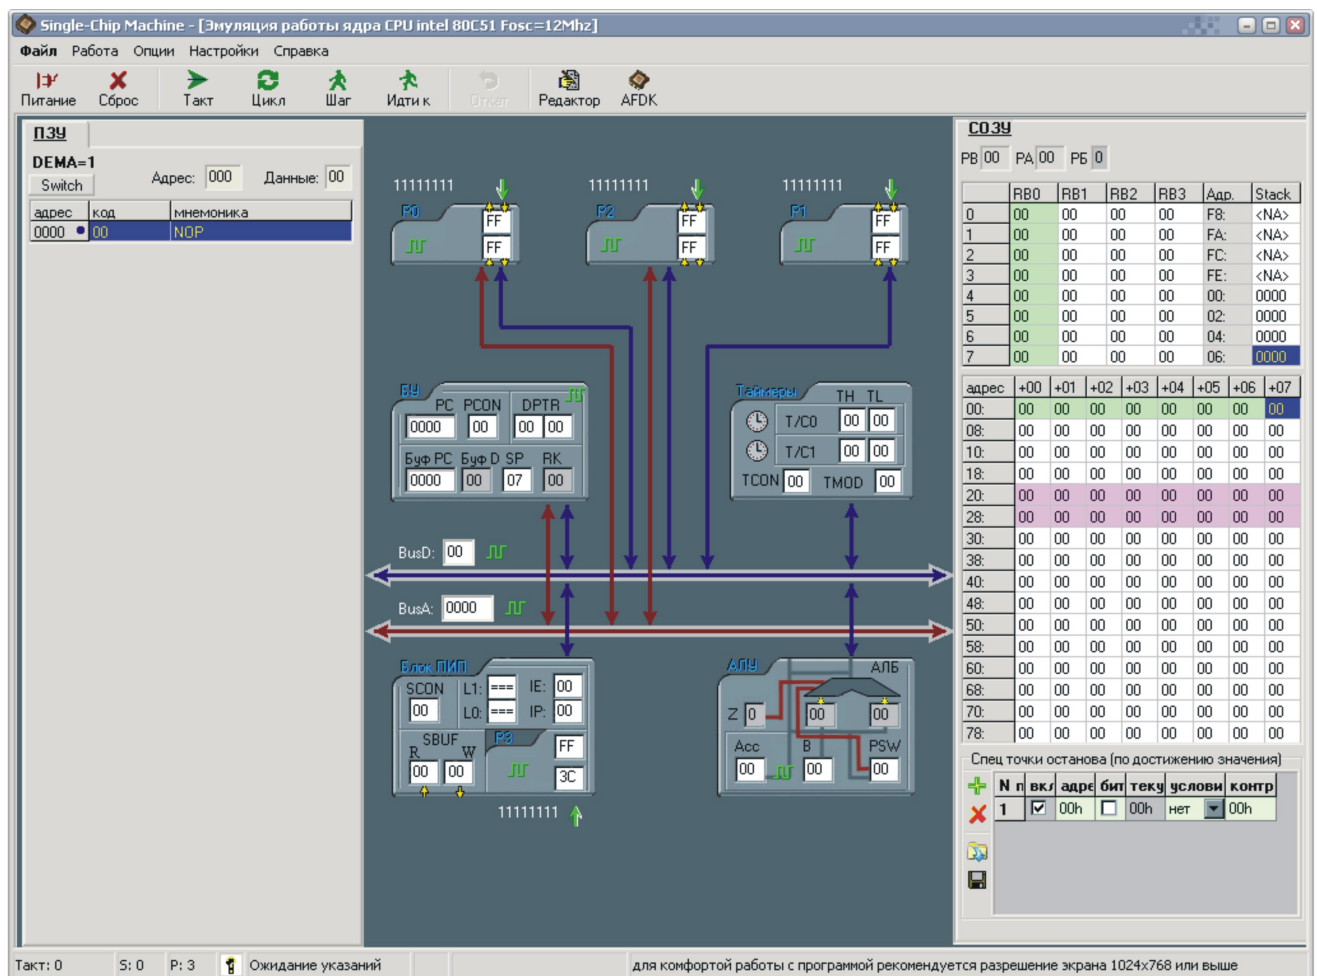 Single-Chip Machine - [Эмуляция работы ядра CPU intel 80C51 Fosc=12Mhz]
Файл Работа Опции Настройки Справка
Питание Сброс Такт Цикл Шаг Идти к Откат Редактор AFDK
ПЗУ
DEMA=1
Switch Адрес: 000 Данные: 00
адрес код мнемоника
0000 00 NOP
11111111 11111111 11111111
P0 FF P2 FF P1 FF
FF FF FF
БУ
PC PCON DPTR
0000 00 00 00
Буф PC Буф D SP RK
0000 00 07 00
Таймеры TH TL
T/C0 00 00
T/C1 00 00
TCON 00 TMOD 00
BusD: 00
BusA: 0000
Блок ПИП
SCON L1: === IE: 00
00 L0: === IP: 00
SBUF P3 FF
R W
00 00 3C
11111111
АЛУ АЛБ
Z 0 00 00
Acc B PSW
00 00 00
СОЗУ
РВ 00 РА 00 РБ 0
RB0 RB1 RB2 RB3 Адр. Stack
0 00 00 00 00 F8: <NA>
1 00 00 00 00 FA: <NA>
2 00 00 00 00 FC: <NA>
3 00 00 00 00 FE: <NA>
4 00 00 00 00 00: 0000
5 00 00 00 00 02: 0000
6 00 00 00 00 04: 0000
7 00 00 00 00 06: 0000
адрес +00 +01 +02 +03 +04 +05 +06 +07
00: 00 00 00 00 00 00 00 00
08: 00 00 00 00 00 00 00 00
10: 00 00 00 00 00 00 00 00
18: 00 00 00 00 00 00 00 00
20: 00 00 00 00 00 00 00 00
28: 00 00 00 00 00 00 00 00
30: 00 00 00 00 00 00 00 00
38: 00 00 00 00 00 00 00 00
40: 00 00 00 00 00 00 00 00
48: 00 00 00 00 00 00 00 00
50: 00 00 00 00 00 00 00 00
58: 00 00 00 00 00 00 00 00
60: 00 00 00 00 00 00 00 00
68: 00 00 00 00 00 00 00 00
70: 00 00 00 00 00 00 00 00
78: 00 00 00 00 00 00 00 00
Спец точки останова (по достижению значения)
N п вкл адре бит теку услови контр
1 00h 00h нет 00h
Такт: 0 S: 0 P: 3 Ожидание указаний для комфортой работы с программой рекомендуется разрешение экрана 1024x768 или выше